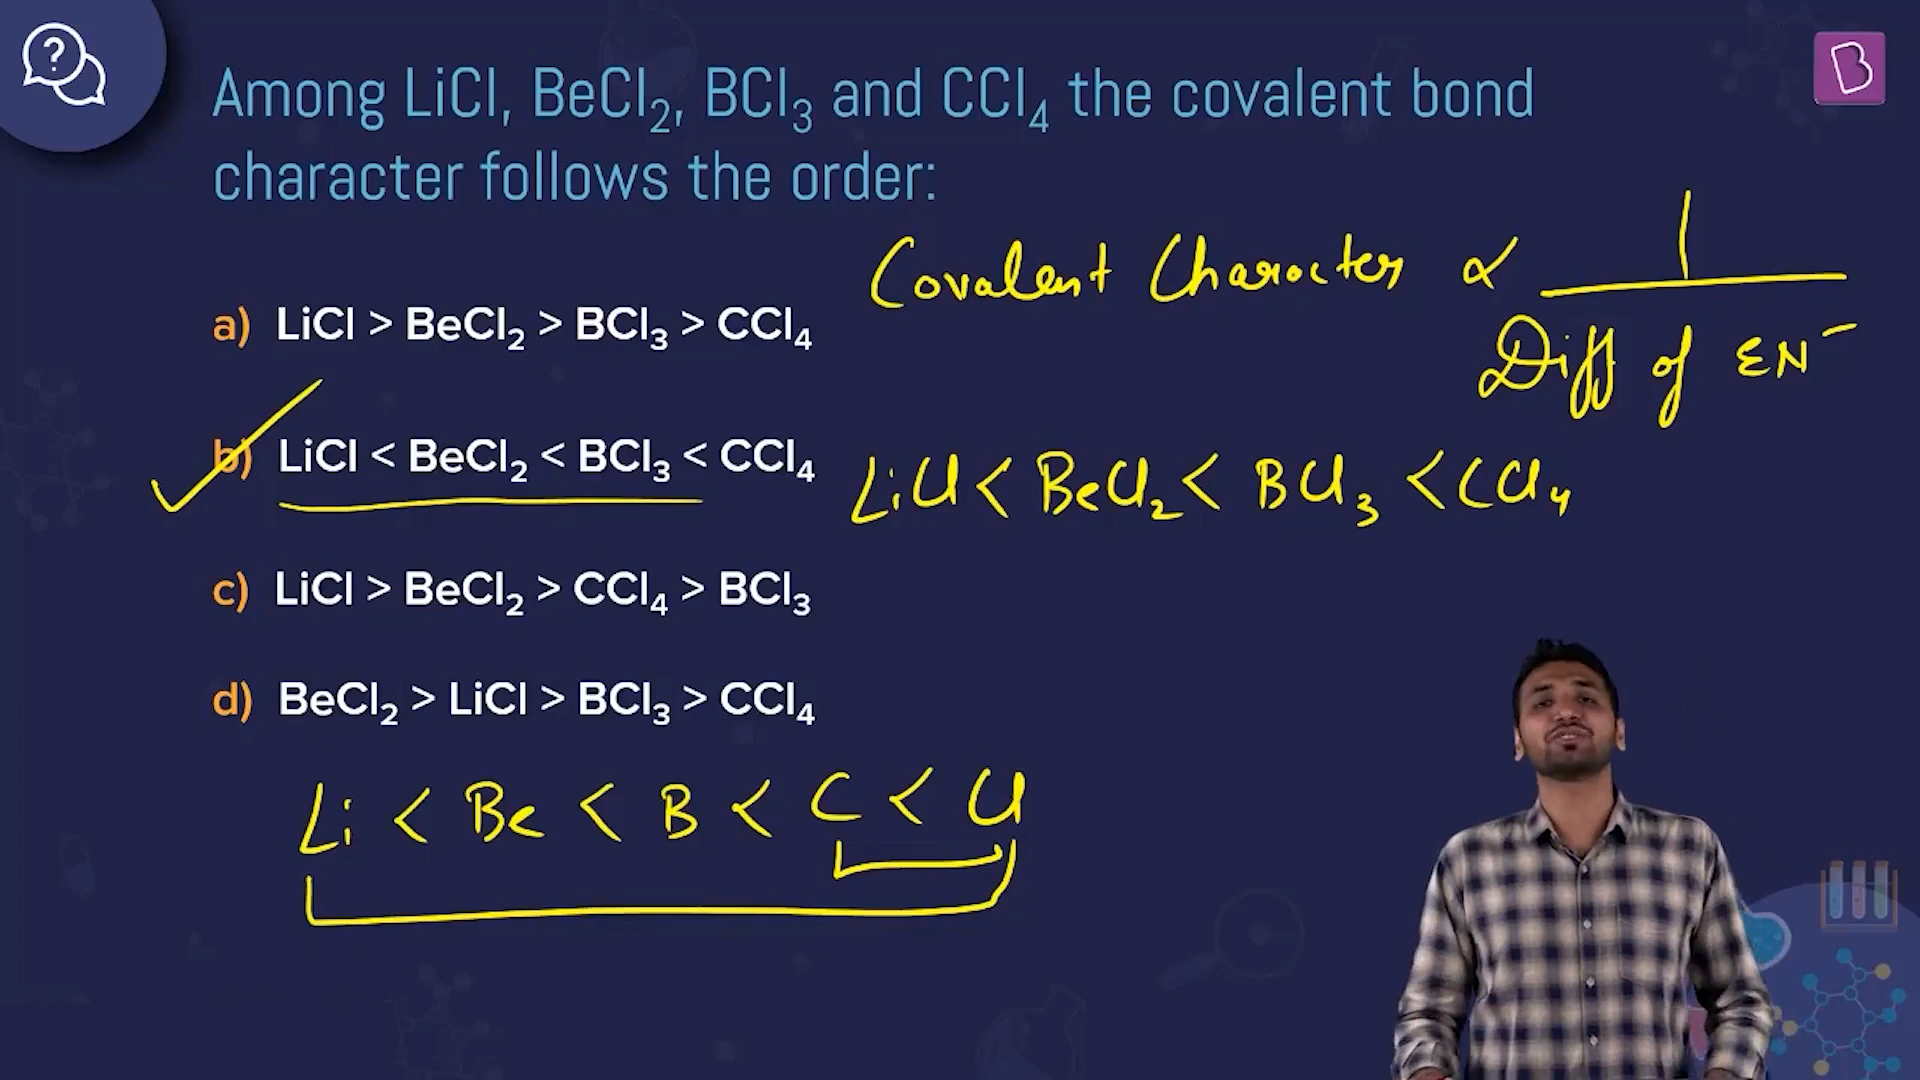 Among LiCl, BeCl₂, BCl₃ and CCl₄ the covalent bond
character follows the order:
Covalent Character ∝ 1
Diff of EN⁻
a) LiCl > BeCl₂ > BCl₃ > CCl₄
b) LiCl < BeCl₂ < BCl₃ < CCl₄
LiCl < BeCl₂ < BCl₃ < CCl₄
c) LiCl > BeCl₂ > CCl₄ > BCl₃
d) BeCl₂ > LiCl > BCl₃ > CCl₄
Li < Be < B < C < Cl
?
B